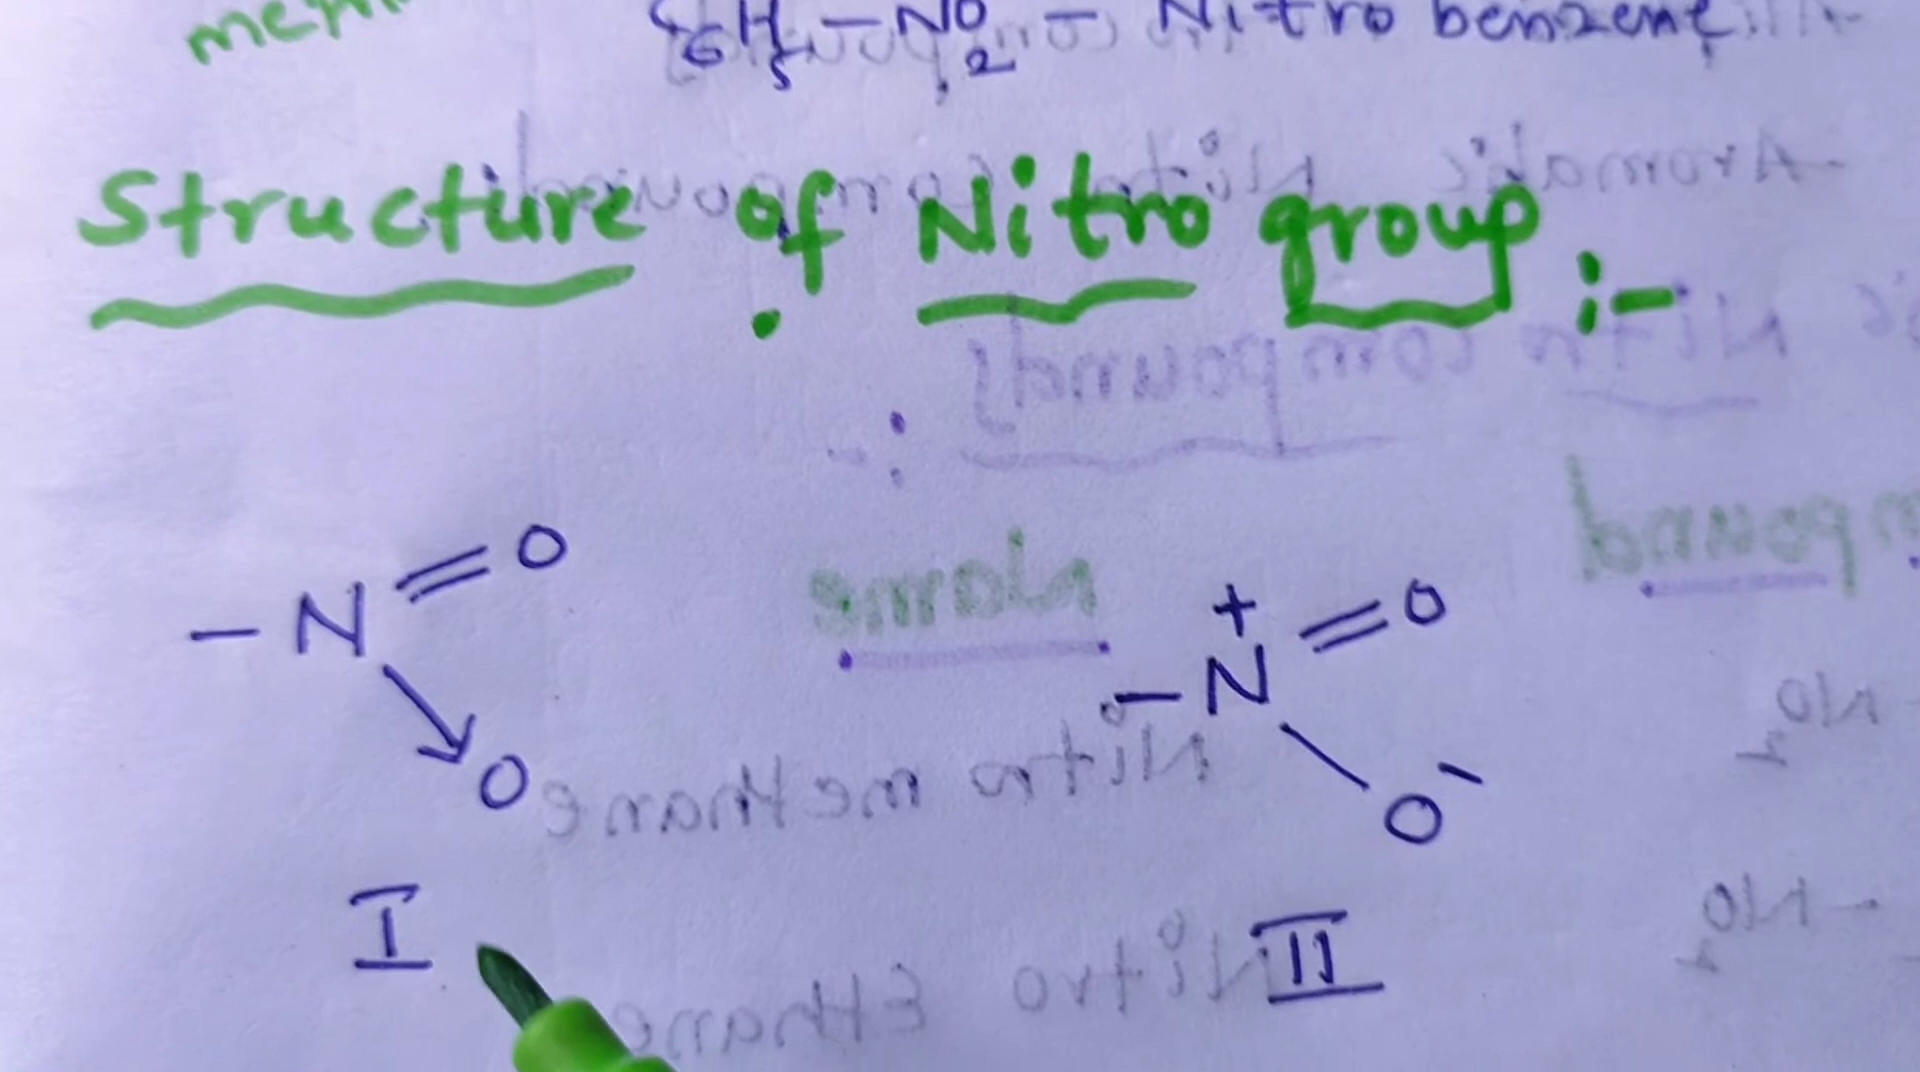 C6H5 – NO2 – Nitro benzene
Structure of Nitro group :-
– N = O
O
+
– N = O
O –
I
II